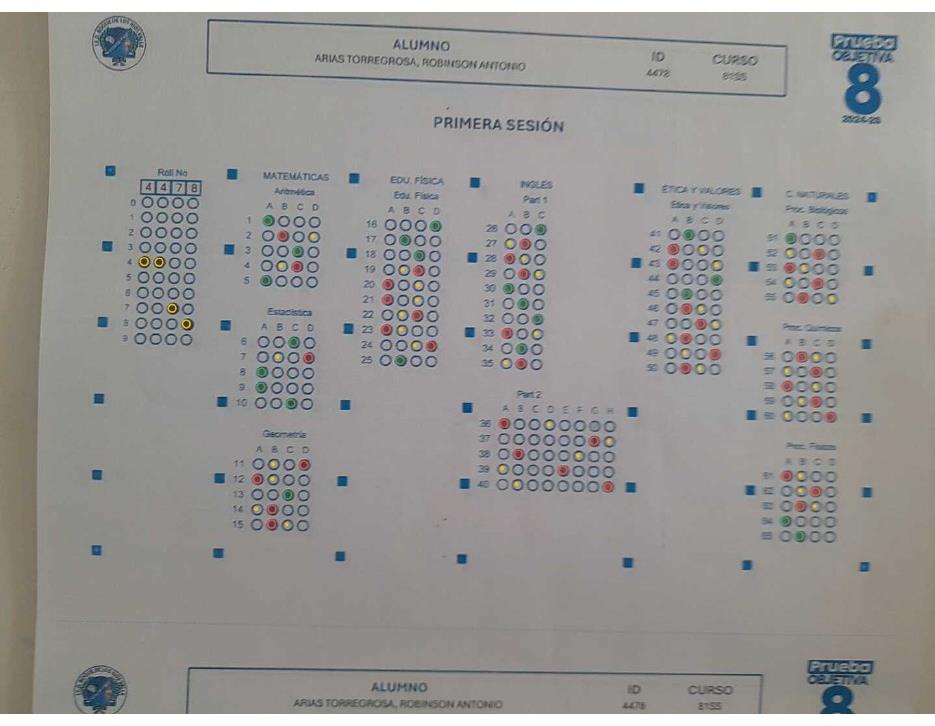 ALUMNO
ARIAS TORREGROSA, ROBINSON ANTONIO
ID
4478
CURSO
8155
Prueba
OBJETIVA
8
2024-25
PRIMERA SESIÓN
Roll No
4 4 7 8
0
1
2
3
4
5
6
7
8
9
MATEMÁTICAS
Aritmética
A B C D
1
2
3
4
5
Estadística
A B C D
6
7
8
9
10
Geometría
A B C D
11
12
13
14
15
EDU. FÍSICA
Edu. Física
A B C D
16
17
18
19
20
21
22
23
24
25
INGLÉS
Part 1
A B C
26
27
28
29
30
31
32
33
34
35
Part 2
A B C D E F G H
36
37
38
39
40
ÉTICA Y VALORES
Ética y Valores
A B C D
41
42
43
44
45
46
47
48
49
50
C. NATURALES
Proc. Biológicos
A B C D
51
52
53
54
55
Proc. Químicos
A B C D
56
57
58
59
60
Proc. Físicos
A B C D
61
62
63
64
65
ALUMNO
ARIAS TORREGROSA, ROBINSON ANTONIO
ID
4478
CURSO
8155
Prueba
OBJETIVA
8